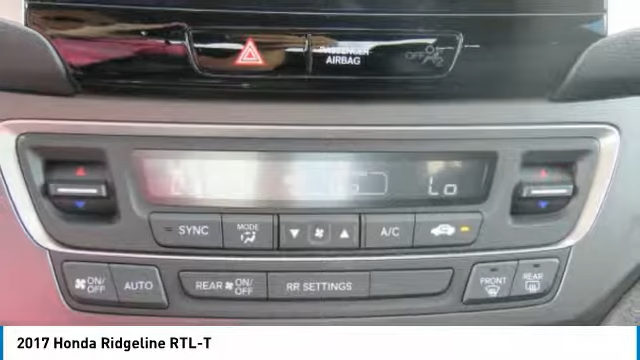 PASSENGER
AIRBAG
OFF
Lo
SYNC
MODE
A/C
ON/
OFF
AUTO
REAR ON/
OFF
RR SETTINGS
FRONT
REAR
2017 Honda Ridgeline RTL-T